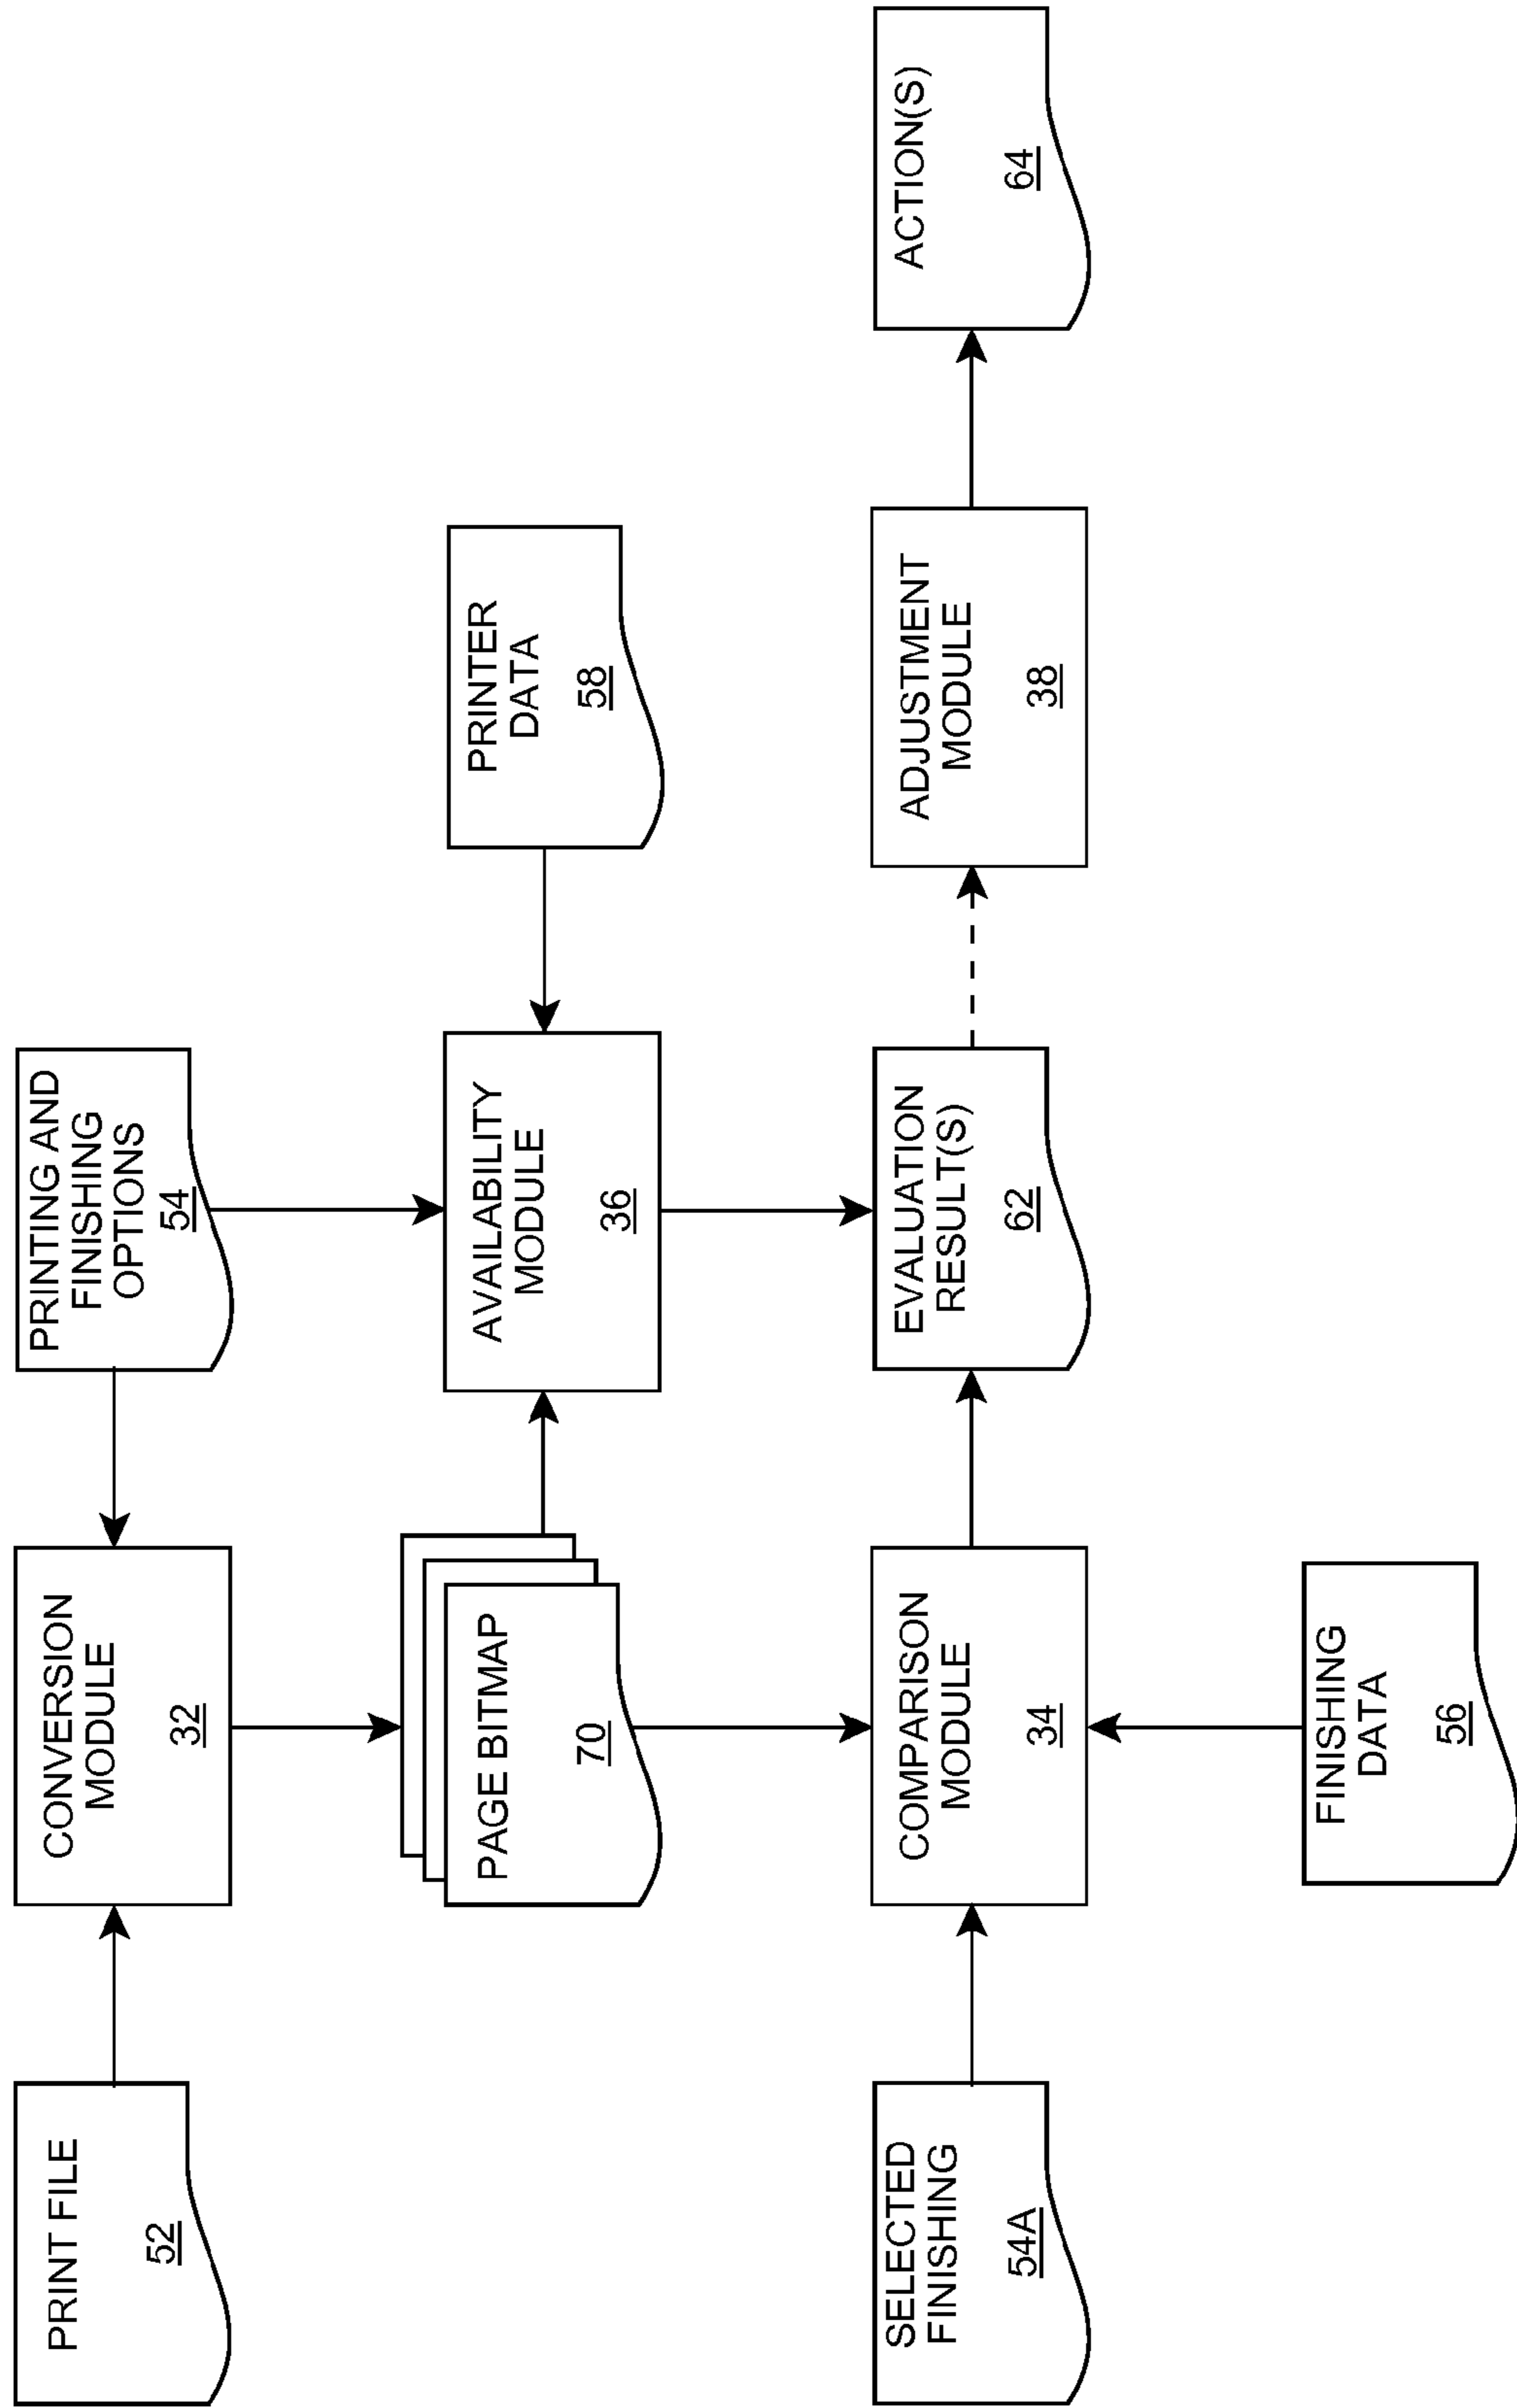 PRINT FILE
52
CONVERSION
MODULE
32
PRINTING AND
FINISHING
OPTIONS
54
PAGE BITMAP
70
AVAILABILITY
MODULE
36
PRINTER
DATA
58
SELECTED
FINISHING
54A
COMPARISON
MODULE
34
EVALUATION
RESULT(S)
62
ADJUSTMENT
MODULE
38
ACTION(S)
64
FINISHING
DATA
56